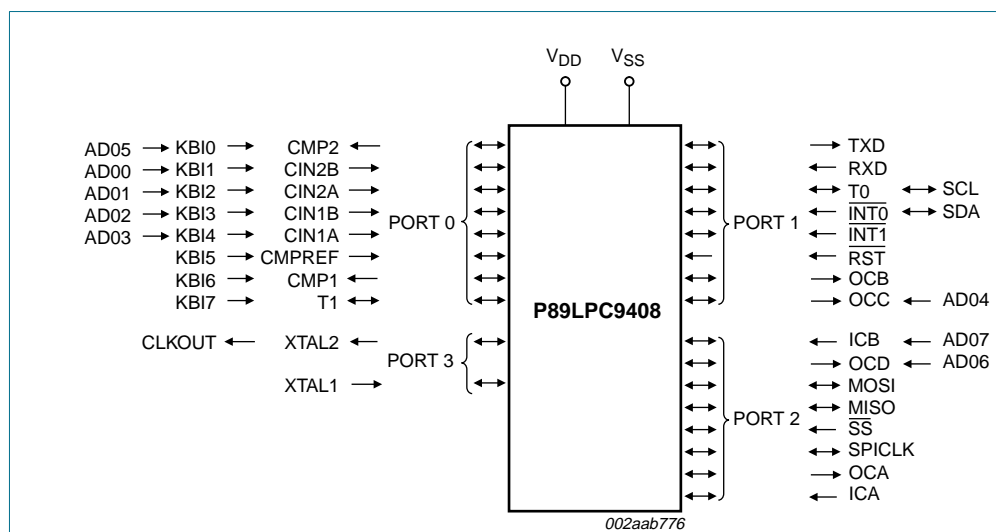 VDD VSS
AD05 KBI0 CMP2 TXD
AD00 KBI1 CIN2B RXD
AD01 KBI2 CIN2A T0 SCL
AD02 KBI3 CIN1B PORT 0 PORT 1 INT0 SDA
AD03 KBI4 CIN1A INT1
KBI5 CMPREF RST
KBI6 CMP1 OCB
KBI7 T1 P89LPC9408 OCC AD04
CLKOUT XTAL2 PORT 3 ICB AD07
OCD AD06
XTAL1 MOSI
MISO
PORT 2 SS
SPICLK
OCA
ICA
002aab776